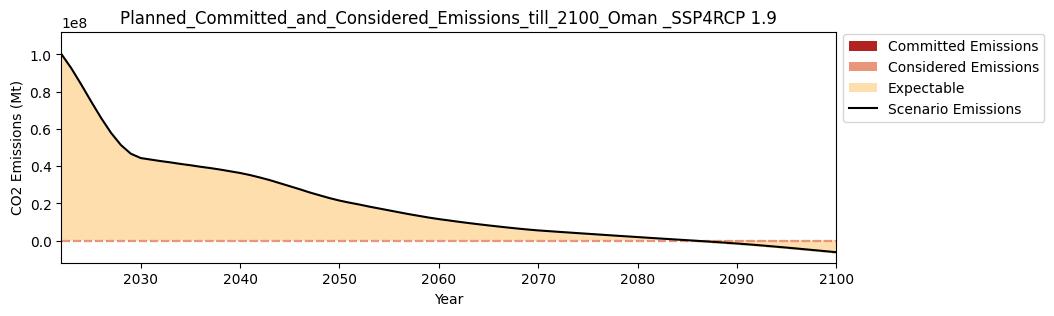 Planned_Committed_and_Considered_Emissions_till_2100_Oman _SSP4RCP 1.9
1e8
1.0
0.8
0.6
0.4
0.2
0.0
CO2 Emissions (Mt)
2030 2040 2050 2060 2070 2080 2090 2100
Year
Committed Emissions
Considered Emissions
Expectable
Scenario Emissions